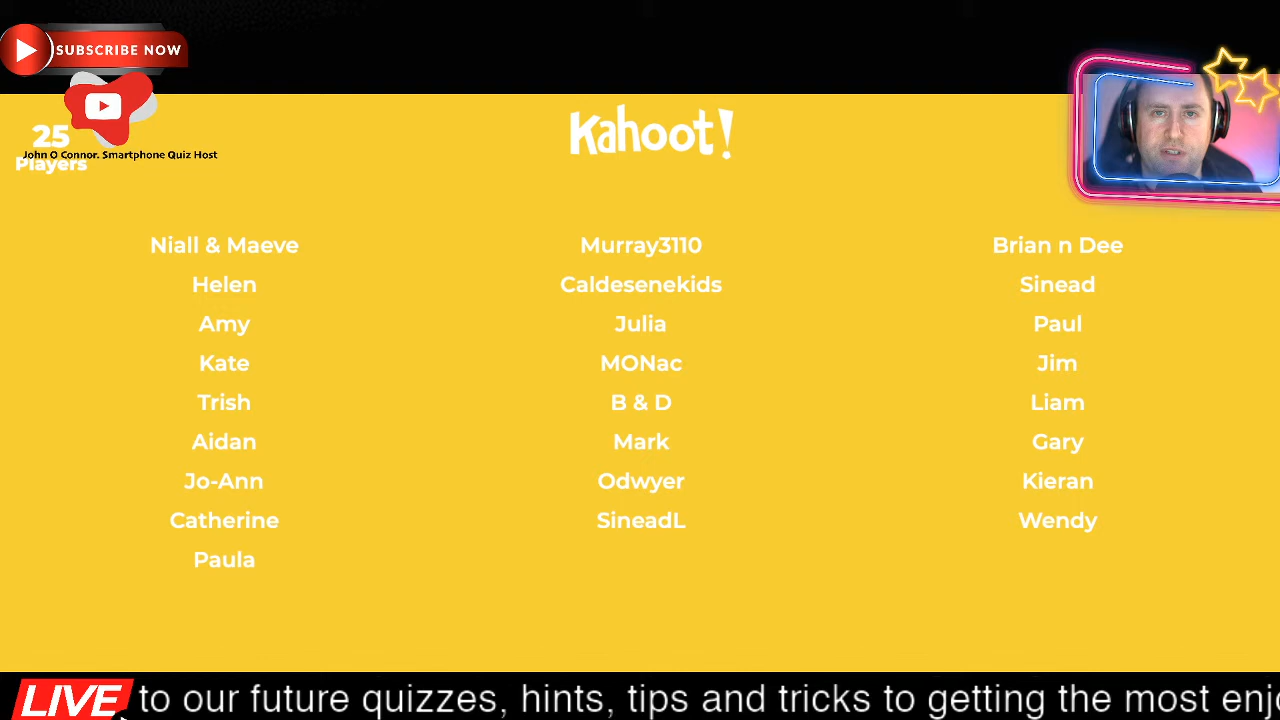 SUBSCRIBE NOW
25
John O Connor. Smartphone Quiz Host
Players
Kahoot!
Niall & Maeve
Murray3110
Brian n Dee
Helen
Caldesenekids
Sinead
Amy
Julia
Paul
Kate
MONac
Jim
Trish
B & D
Liam
Aidan
Mark
Gary
Jo-Ann
Odwyer
Kieran
Catherine
SineadL
Wendy
Paula
LIVE
to our future quizzes, hints, tips and tricks to getting the most enj